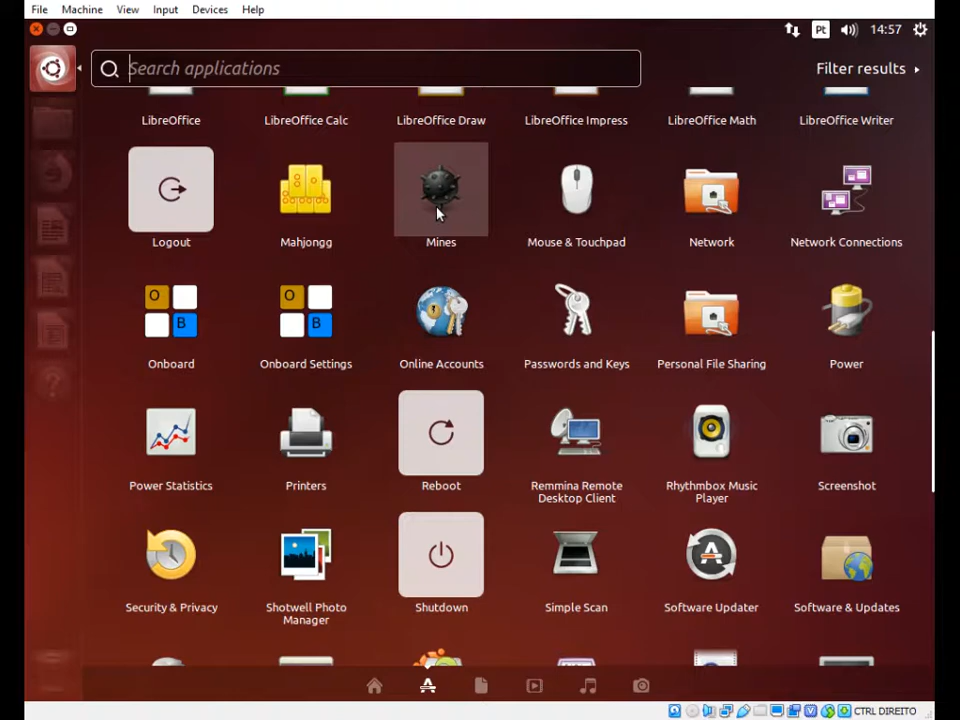 File Machine View Input Devices Help
Pt 14:57
Search applications
Filter results
LibreOffice LibreOffice Calc LibreOffice Draw LibreOffice Impress LibreOffice Math LibreOffice Writer
Logout Mahjongg Mines Mouse & Touchpad Network Network Connections
O O
B B
Onboard Onboard Settings Online Accounts Passwords and Keys Personal File Sharing Power
Power Statistics Printers Reboot Remmina Remote Desktop Client Rhythmbox Music Player Screenshot
Security & Privacy Shotwell Photo Manager Shutdown Simple Scan Software Updater Software & Updates
CTRL DIREITO